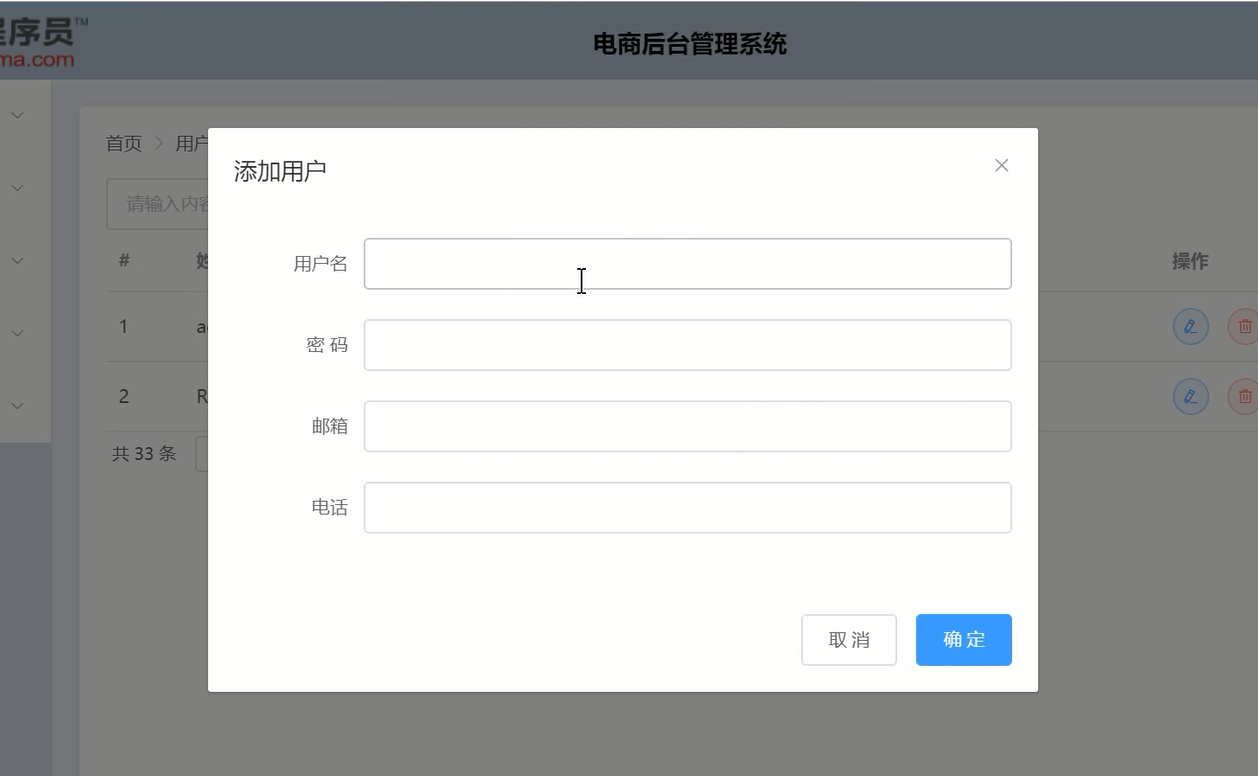 程序员™
ma.com
电商后台管理系统
首页 > 用户
请输入内容
添加用户
用户名
密 码
邮箱
电话
取 消
确 定
#
姓
操作
1
a
2
R
共 33 条